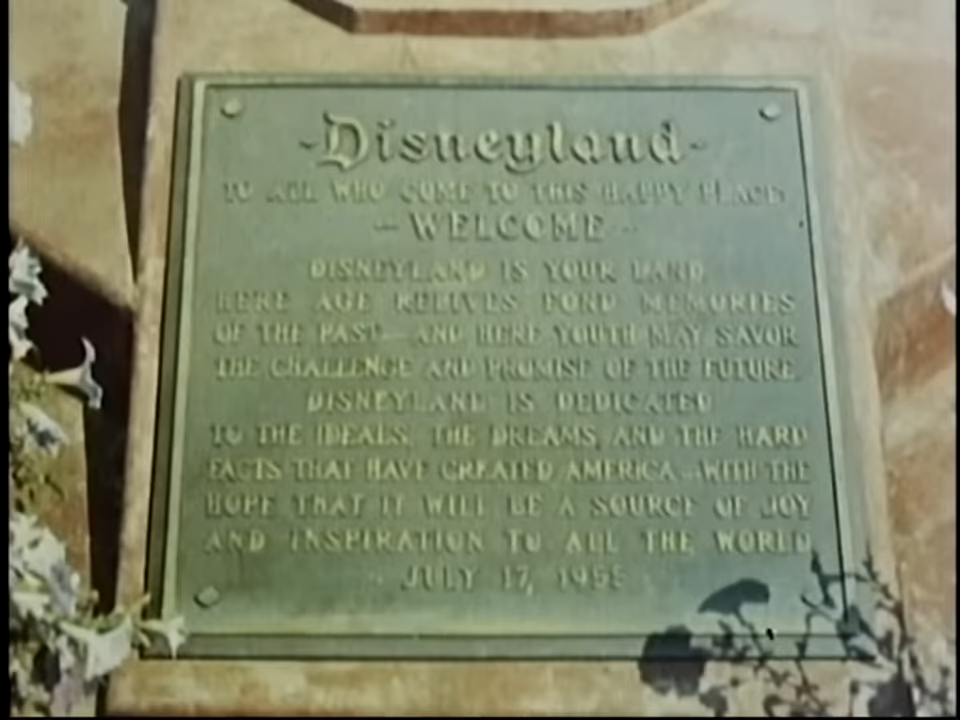 -Disneyland-
TO ALL WHO COME TO THIS HAPPY PLACE:
- WELCOME -
DISNEYLAND IS YOUR LAND.
HERE AGE RELIVES FOND MEMORIES
OF THE PAST—AND HERE YOUTH MAY SAVOR
THE CHALLENGE AND PROMISE OF THE FUTURE.
DISNEYLAND IS DEDICATED
TO THE IDEALS, THE DREAMS, AND THE HARD
FACTS THAT HAVE CREATED AMERICA...WITH THE
HOPE THAT IT WILL BE A SOURCE OF JOY
AND INSPIRATION TO ALL THE WORLD.
JULY 17, 1955